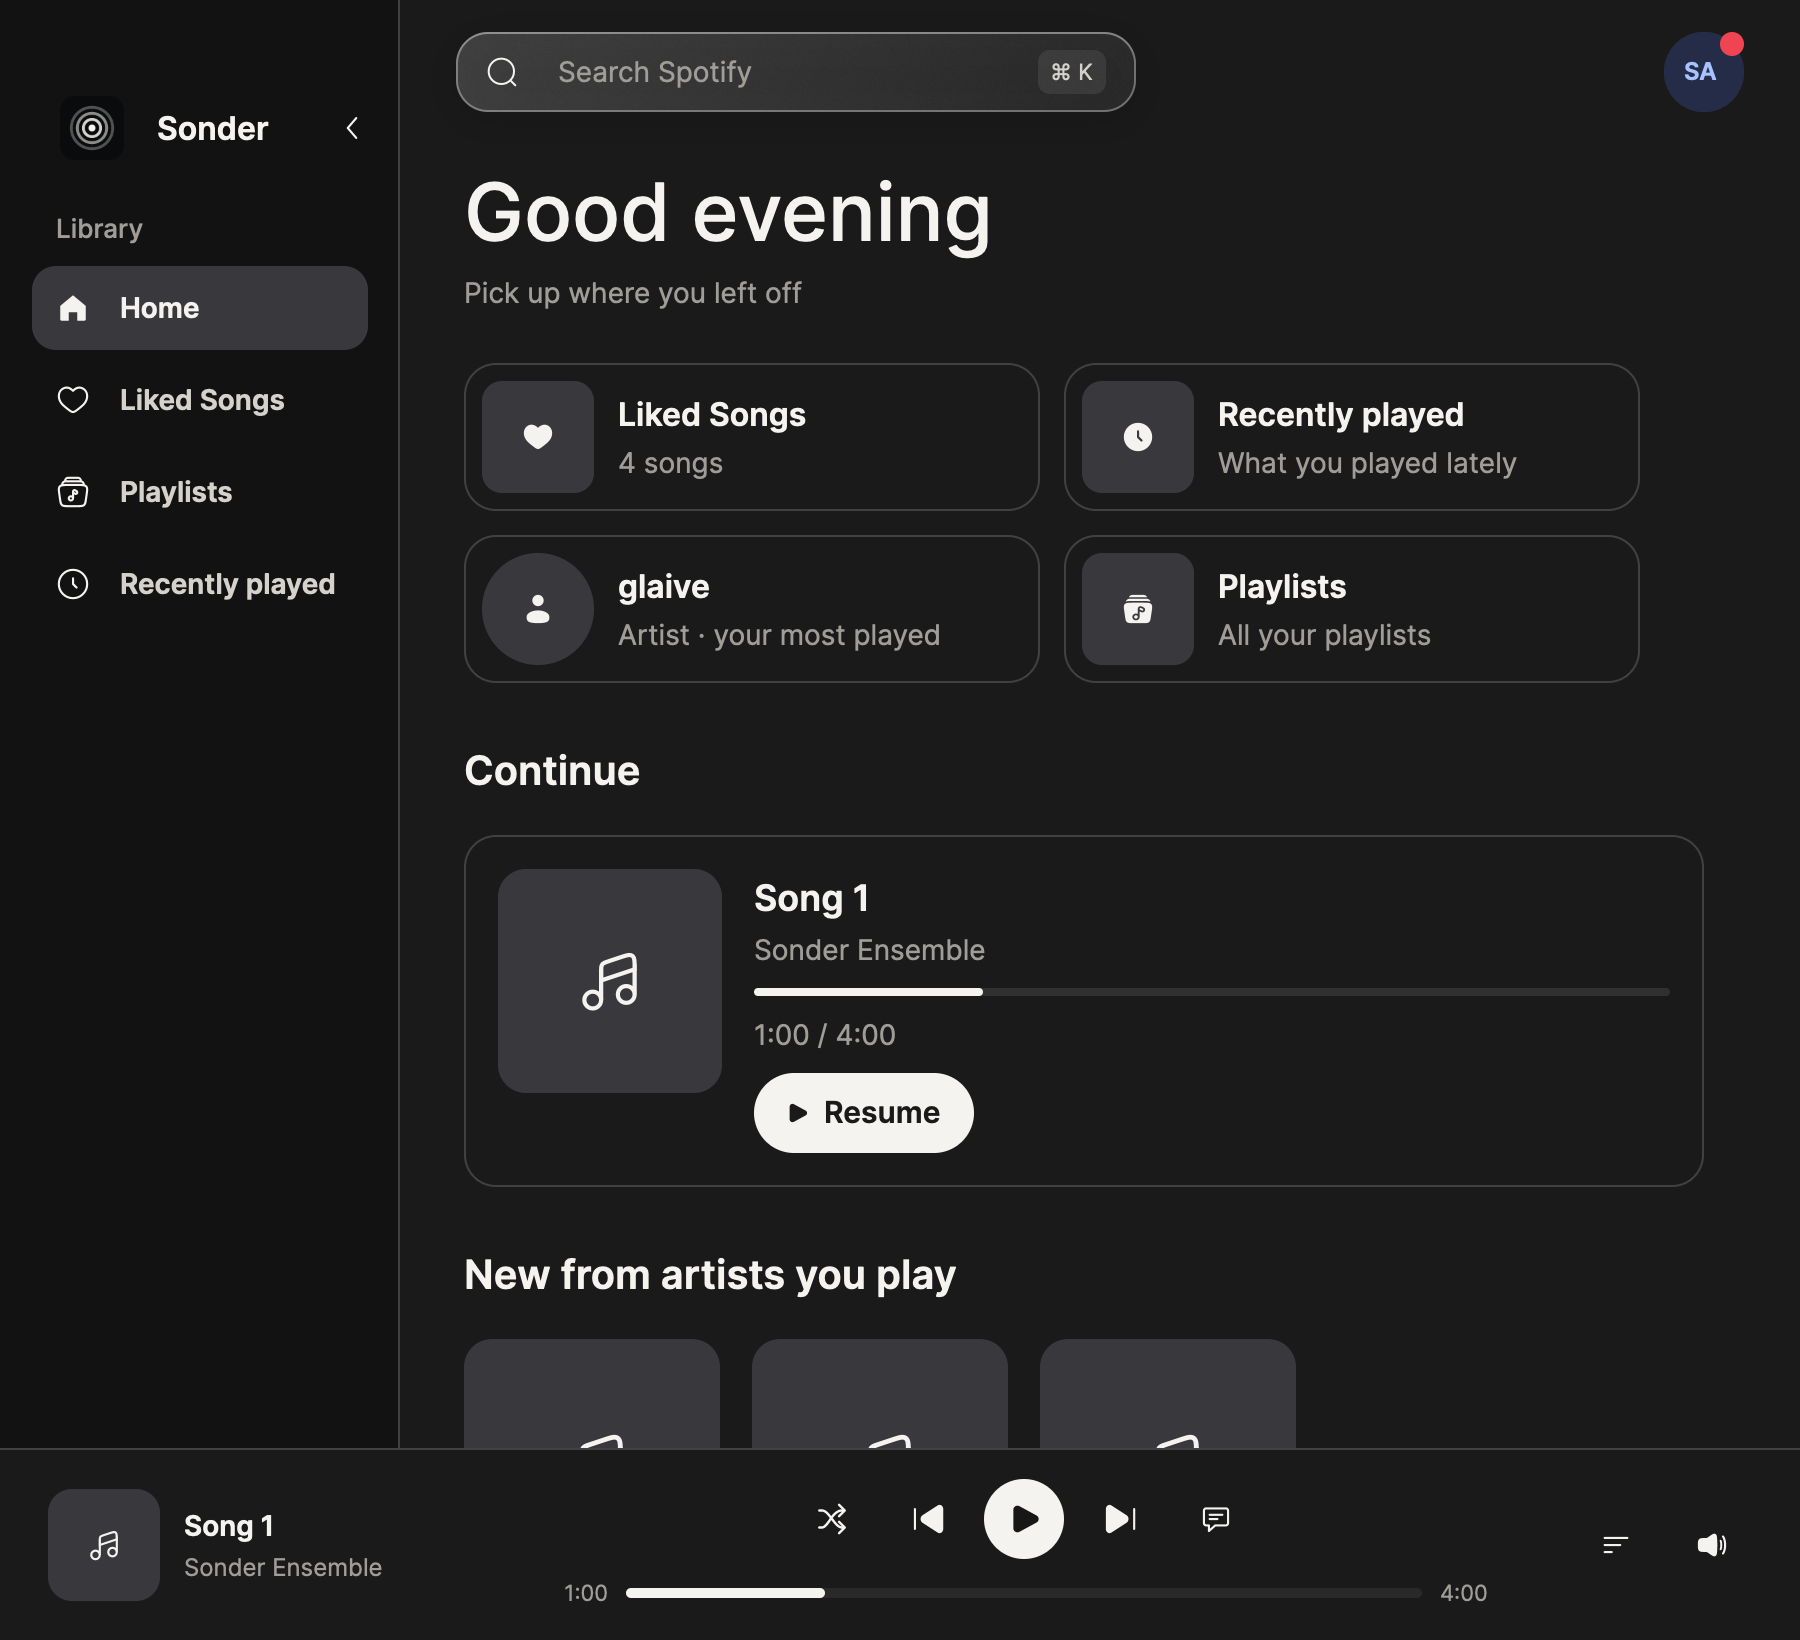 Search Spotify
⌘ K
SA
Sonder
Library
Home
Liked Songs
Playlists
Recently played
Good evening
Pick up where you left off
Liked Songs
4 songs
Recently played
What you played lately
glaive
Artist · your most played
Playlists
All your playlists
Continue
Song 1
Sonder Ensemble
1:00 / 4:00
Resume
New from artists you play
Song 1
Sonder Ensemble
1:00
4:00